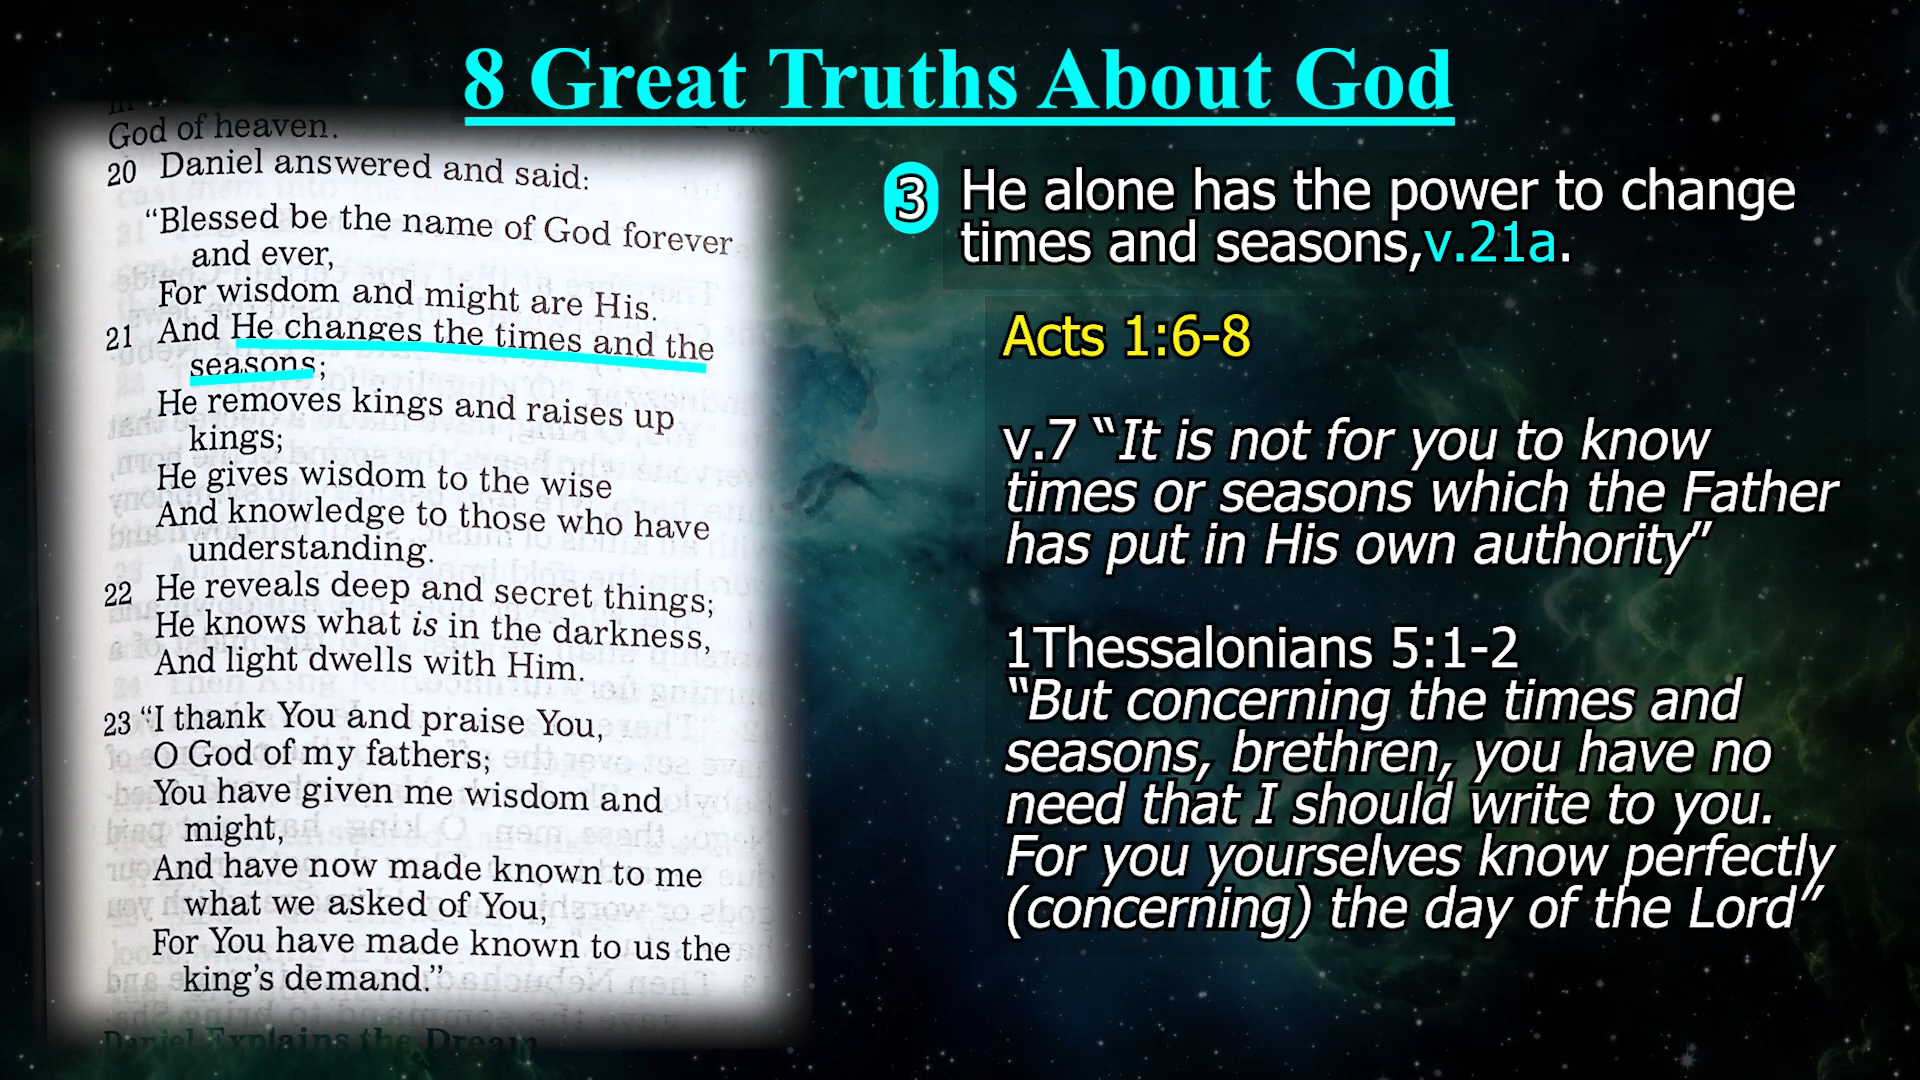 8 Great Truths About God
God of heaven.
20 Daniel answered and said:
“Blessed be the name of God forever
and ever,
For wisdom and might are His.
21 And He changes the times and the
seasons;
He removes kings and raises up
kings;
He gives wisdom to the wise
And knowledge to those who have
understanding.
22 He reveals deep and secret things;
He knows what is in the darkness,
And light dwells with Him.
23 “I thank You and praise You,
O God of my fathers;
You have given me wisdom and
might,
And have now made known to me
what we asked of You,
For You have made known to us the
king’s demand.”
Daniel Explains the Dream
3 He alone has the power to change
times and seasons,v.21a.
Acts 1:6-8
v.7 “It is not for you to know
times or seasons which the Father
has put in His own authority”
1Thessalonians 5:1-2
“But concerning the times and
seasons, brethren, you have no
need that I should write to you.
For you yourselves know perfectly
(concerning) the day of the Lord”